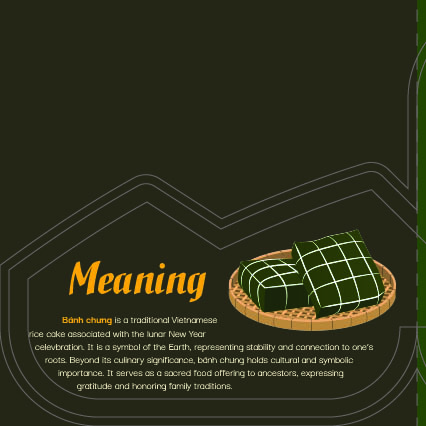 Meaning
Bánh chưng is a traditional Vietnamese
rice cake associated with the lunar New Year
celevbration. It is a symbol of the Earth, representing stability and connection to one's
roots. Beyond its culinary significance, bánh chưng holds cultural and symbolic
importance. It serves as a sacred food offering to ancestors, expressing
gratitude and honoring family traditions.